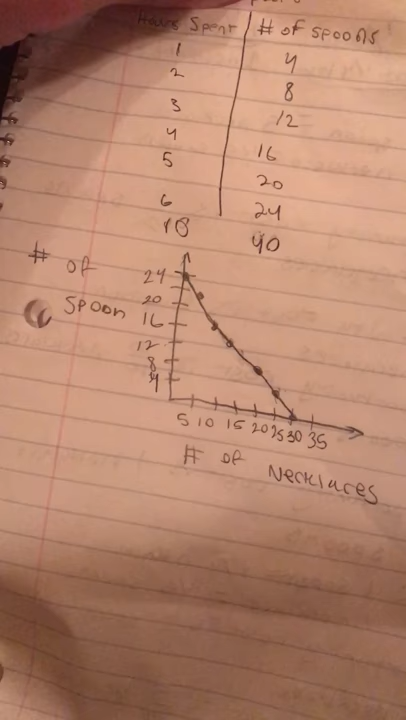 Hours Spent # of spoons
1 4
2 8
3 12
4 16
5 20
6 24
10 40
# of
Spoon
24
20
16
12
8
4
5 10 15 20 25 30 35
# of Necklaces